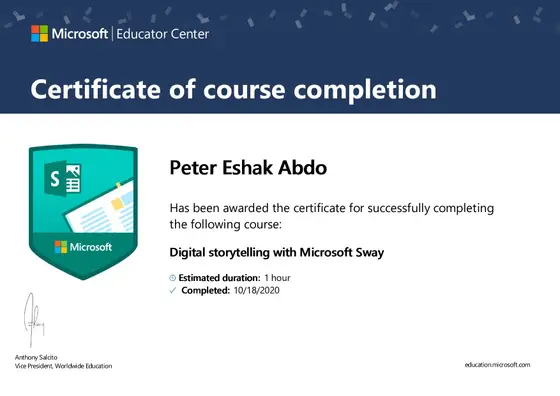 Microsoft | Educator Center
Certificate of course completion
S
Microsoft
Peter Eshak Abdo
Has been awarded the certificate for successfully completing
the following course:
Digital storytelling with Microsoft Sway
Estimated duration: 1 hour
Completed: 10/18/2020
Anthony Salcito
Vice President, Worldwide Education
education.microsoft.com